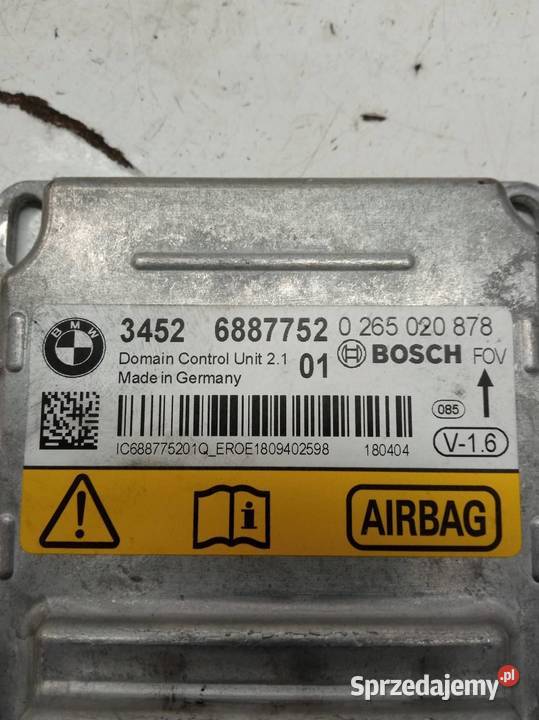 BMW
3452 6887752 0 265 020 878
Domain Control Unit 2.1 01 BOSCH FOV
Made in Germany
085
V-1.6
IC688775201Q_EROE1809402598 180404
AIRBAG
Sprzedajemy.pl